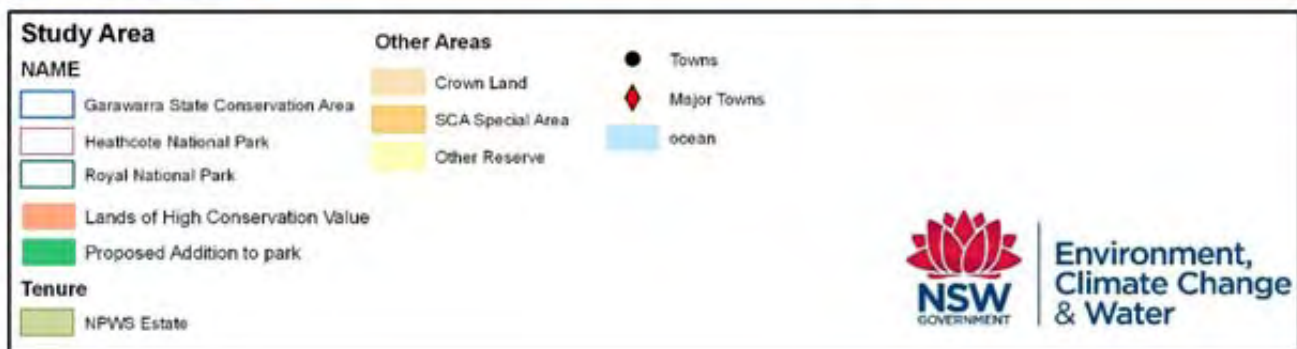 Study Area
NAME
Garawarra State Conservation Area
Heathcote National Park
Royal National Park
Lands of High Conservation Value
Proposed Addition to park
Tenure
NPWS Estate
Other Areas
Crown Land
SCA Special Area
Other Reserve
Towns
Major Towns
ocean
NSW
GOVERNMENT
Environment,
Climate Change
& Water